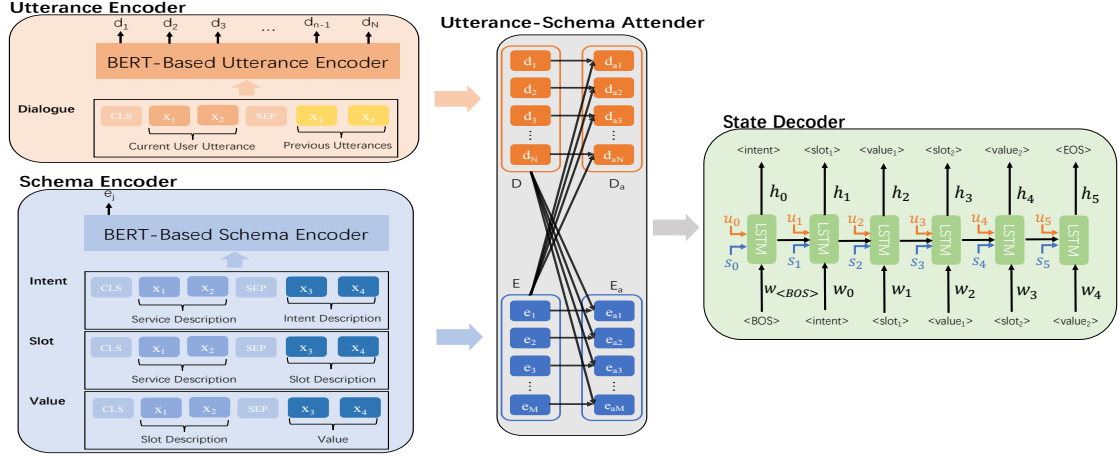 Utterance Encoder
d1 d2 d3 ... dn-1 dN
BERT-Based Utterance Encoder
Dialogue
CLS x1 x2 SEP x3 x4
Current User Utterance Previous Utterances
Schema Encoder
ej
BERT-Based Schema Encoder
Intent
CLS x1 x2 SEP x3 x4
Service Description Intent Description
Slot
CLS x1 x2 SEP x3 x4
Service Description Slot Description
Value
CLS x1 x2 SEP x3 x4
Slot Description Value
Utterance-Schema Attender
d1 da1
d2 da2
d3 da3
⋮ ⋮
dN daN
D Da
E Ea
e1 ea1
e2 ea2
e3 ea3
⋮ ⋮
eM eaM
State Decoder
<intent> <slot1> <value1> <slot2> <value2> <EOS>
h0 h1 h2 h3 h4 h5
u0 u1 u2 u3 u4 u5
LSTM LSTM LSTM LSTM LSTM LSTM
s0 s1 s2 s3 s4 s5
w<BOS> w0 w1 w2 w3 w4
<BOS> <intent> <slot1> <value1> <slot2> <value2>